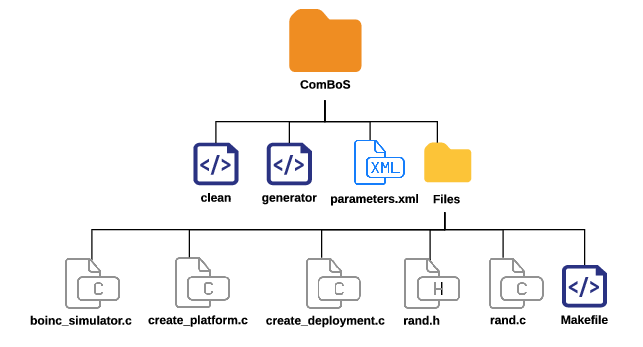 ComBoS
</>
</>
XML
clean
generator
parameters.xml
Files
C
C
C
H
C
</>
boinc_simulator.c
create_platform.c
create_deployment.c
rand.h
rand.c
Makefile